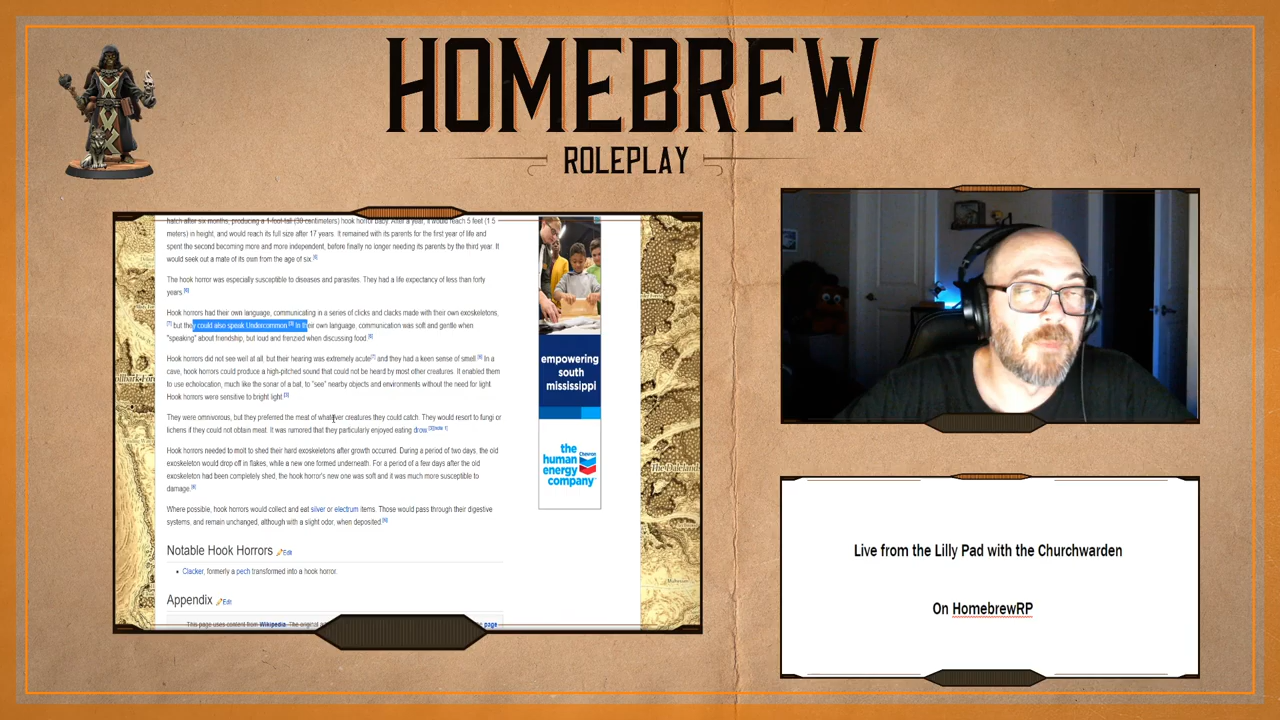 HOMEBREW
ROLEPLAY
hatch after six months, producing a 1-foot-tall (30 centimeters) hook horror baby. After a year, it would reach 5 feet (1.5
meters) in height, and would reach its full size after 17 years. It remained with its parents for the first year of life and
spent the second becoming more and more independent, before finally no longer needing its parents by the third year. It
would seek out a mate of its own from the age of six.
The hook horror was especially susceptible to diseases and parasites. They had a life expectancy of less than forty
years.
Hook horrors had their own language, communicating in a series of clicks and clacks made with their own exoskeletons,
but they could also speak Undercommon. In their own language, communication was soft and gentle when
"speaking" about friendship, but loud and frenzied when discussing food.
Hook horrors did not see well at all, but their hearing was extremely acute and they had a keen sense of smell. In a
cave, hook horrors could produce a high-pitched sound that could not be heard by most other creatures. It enabled them
to use echolocation, much like the sonar of a bat, to "see" nearby objects and environments without the need for light.
Hook horrors were sensitive to bright light.
They were omnivorous, but they preferred the meat of whatever creatures they could catch. They would resort to fungi or
lichens if they could not obtain meat. It was rumored that they particularly enjoyed eating drow.
Hook horrors needed to molt to shed their hard exoskeletons after growth occurred. During a period of two days, the old
exoskeleton would drop off in flakes, while a new one formed underneath. For a period of a few days after the old
exoskeleton had been completely shed, the hook horror's new one was soft and it was much more susceptible to
damage.
Where possible, hook horrors would collect and eat silver or electrum items. Those would pass through their digestive
systems, and remain unchanged, although with a slight odor, when deposited.
Notable Hook Horrors Edit
• Clacker, formerly a pech transformed into a hook horror.
Appendix Edit
This page uses content from Wikipedia. The original page
empowering
south
mississippi
the
human
energy
company
Chevron
Live from the Lilly Pad with the Churchwarden
On HomebrewRP